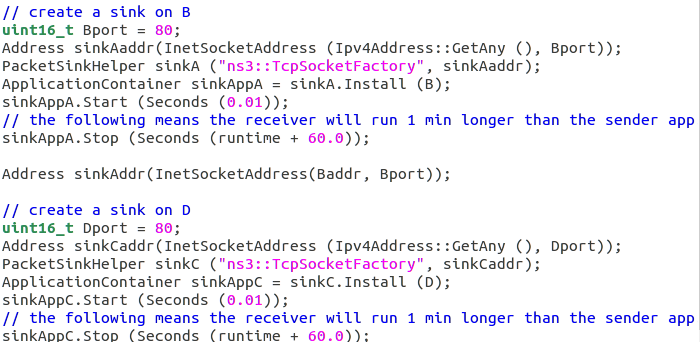 // create a sink on B
uint16_t Bport = 80;
Address sinkAaddr(InetSocketAddress (Ipv4Address::GetAny (), Bport));
PacketSinkHelper sinkA ("ns3::TcpSocketFactory", sinkAaddr);
ApplicationContainer sinkAppA = sinkA.Install (B);
sinkAppA.Start (Seconds (0.01));
// the following means the receiver will run 1 min longer than the sender app
sinkAppA.Stop (Seconds (runtime + 60.0));
Address sinkAddr(InetSocketAddress(Baddr, Bport));
// create a sink on D
uint16_t Dport = 80;
Address sinkCaddr(InetSocketAddress (Ipv4Address::GetAny (), Dport));
PacketSinkHelper sinkC ("ns3::TcpSocketFactory", sinkCaddr);
ApplicationContainer sinkAppC = sinkC.Install (D);
sinkAppC.Start (Seconds (0.01));
// the following means the receiver will run 1 min longer than the sender app
sinkAppC.Stop (Seconds (runtime + 60.0));